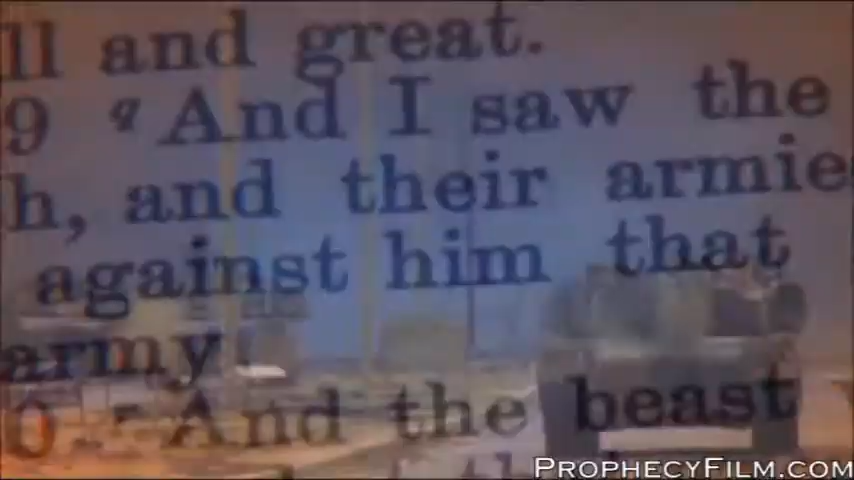 ll and great.
9 q And I saw the
h, and their armie
against him that
army.
0 r And the beast
PROPHECYFILM.COM